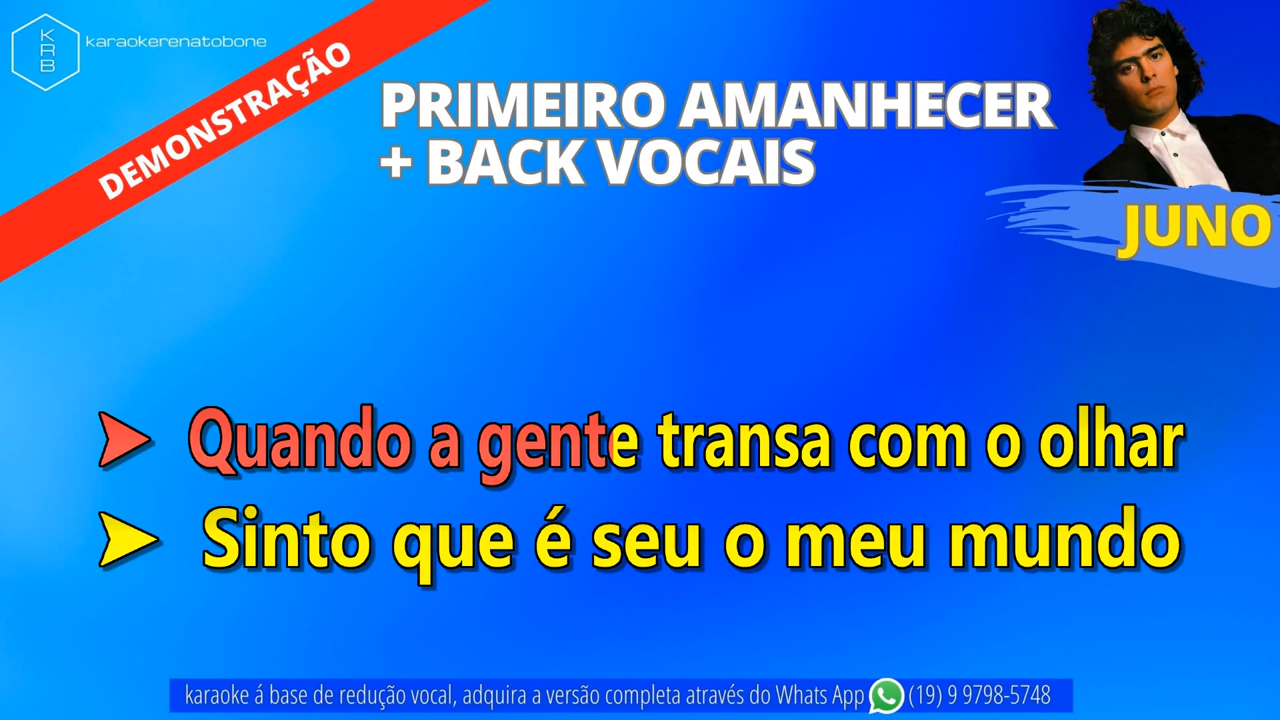 KRB
karaokerenatobone
DEMONSTRAÇÃO
PRIMEIRO AMANHECER
+ BACK VOCAIS
JUNO
➤ Quando a gente transa com o olhar
➤ Sinto que é seu o meu mundo
karaoke á base de redução vocal, adquira a versão completa através do Whats App (19) 9 9798-5748